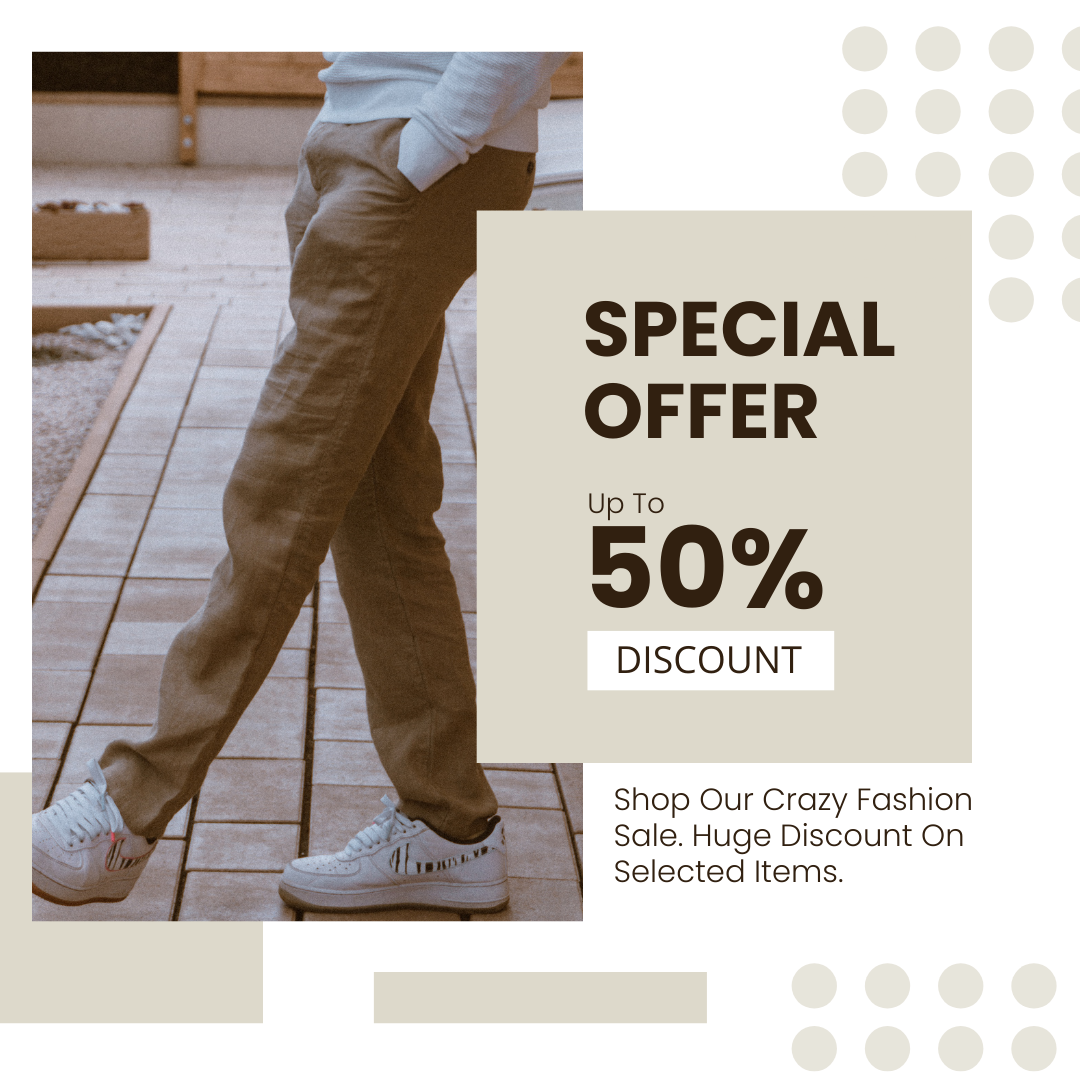 SPECIAL
OFFER
Up To
50%
DISCOUNT
Shop Our Crazy Fashion
Sale. Huge Discount On
Selected Items.